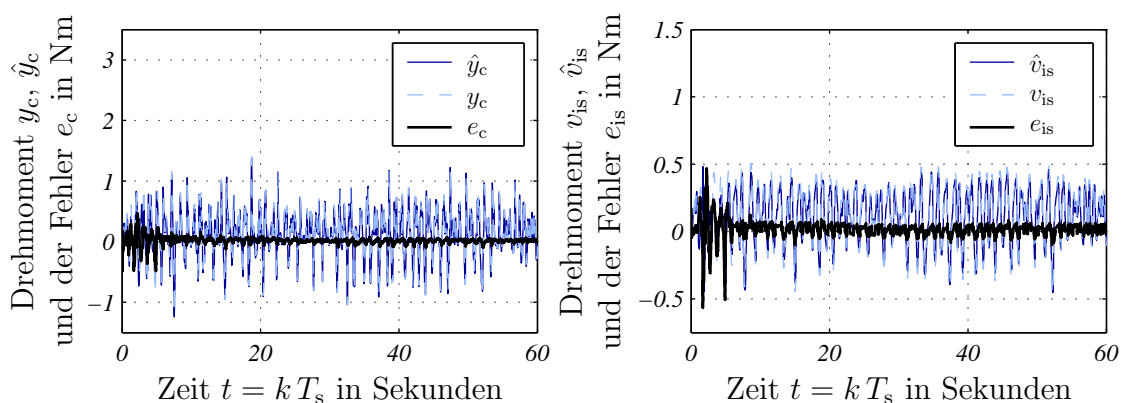 Drehmoment y_c, ŷ_c
und der Fehler e_c in Nm
3
2
1
0
−1
ŷ_c
y_c
e_c
0 20 40 60
Zeit t = k T_s in Sekunden
Drehmoment v_is, v̂_is
und der Fehler e_is in Nm
1.5
1
0.5
0
−0.5
v̂_is
v_is
e_is
0 20 40 60
Zeit t = k T_s in Sekunden